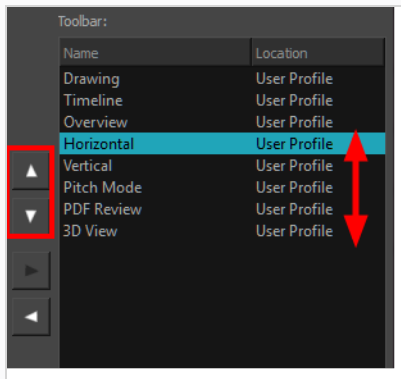 Toolbar:
Name Location
Drawing User Profile
Timeline User Profile
Overview User Profile
Horizontal User Profile
Vertical User Profile
Pitch Mode User Profile
PDF Review User Profile
3D View User Profile